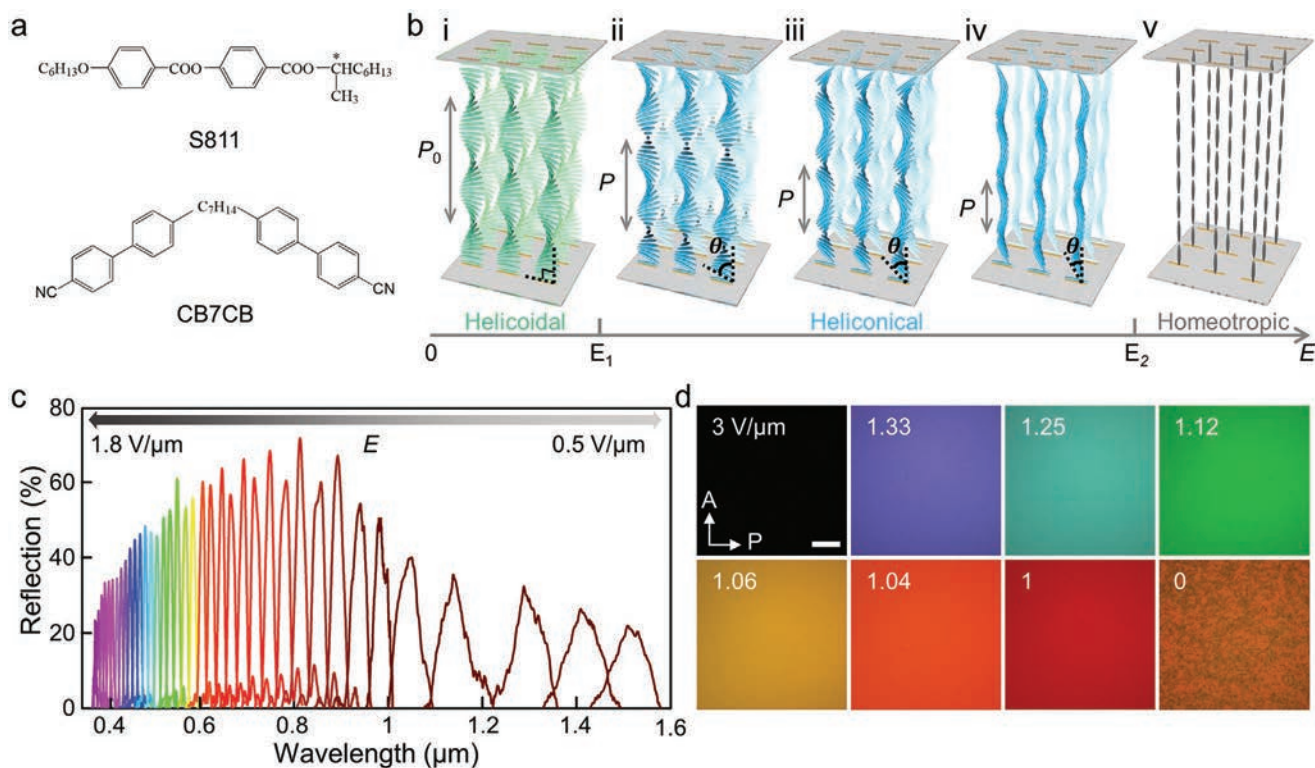 a
C₆H₁₃O
COO
COO
*
CH
C₆H₁₃
CH₃
S811
C₇H₁₄
NC
CN
CB7CB
b
i
ii
iii
iv
v
P₀
P
P
P
θ
θ
θ
Helicoidal
Heliconical
Homeotropic
0
E₁
E₂
E
c
80
60
40
20
0
Reflection (%)
1.8 V/µm
E
0.5 V/µm
0.4
0.6
0.8
1
1.2
1.4
1.6
Wavelength (µm)
d
3 V/µm
1.33
1.25
1.12
A
P
1.06
1.04
1
0